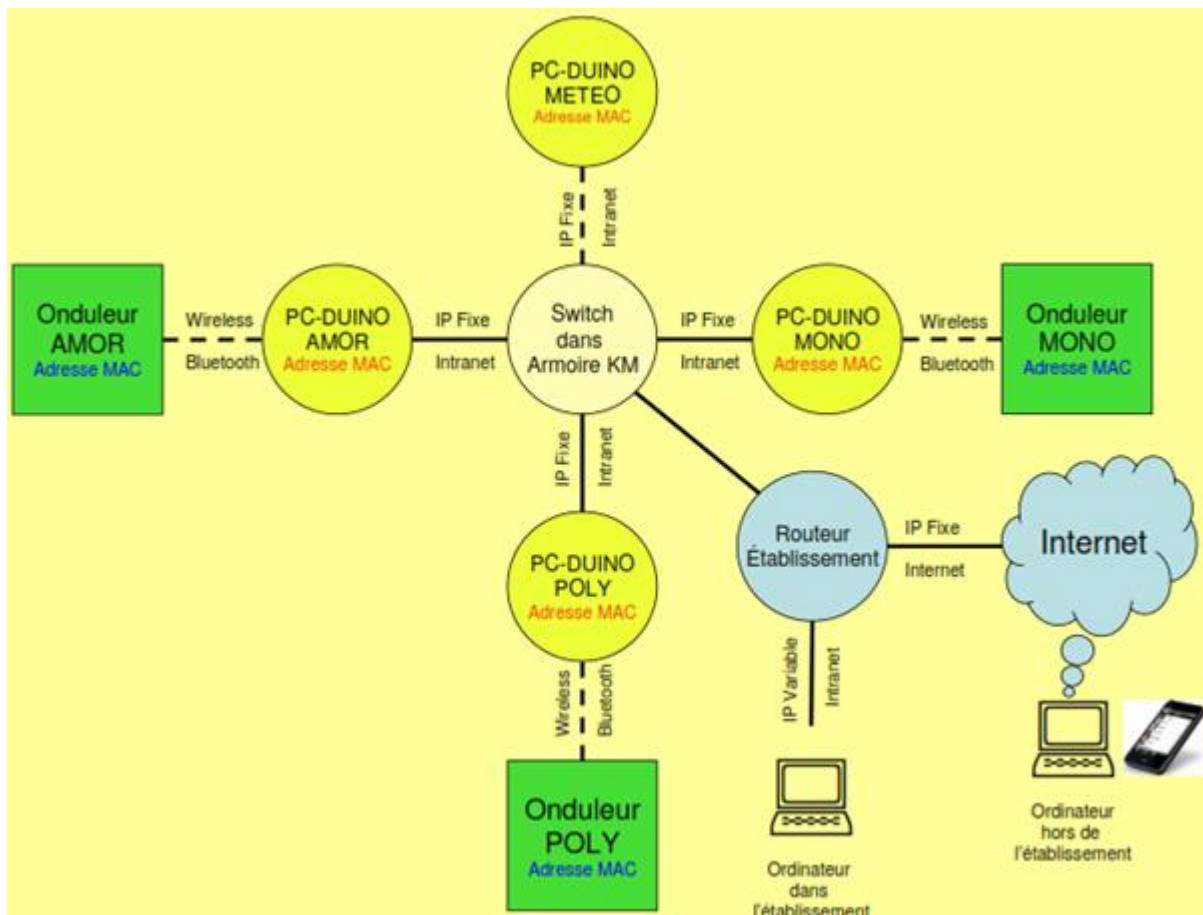 PC-DUINO
METEO
Adresse MAC
IP Fixe
Intranet
Onduleur
AMOR
Adresse MAC
Wireless
Bluetooth
PC-DUINO
AMOR
Adresse MAC
IP Fixe
Intranet
Switch
dans
Armoire KM
IP Fixe
Intranet
PC-DUINO
MONO
Adresse MAC
Wireless
Bluetooth
Onduleur
MONO
Adresse MAC
IP Fixe
Intranet
PC-DUINO
POLY
Adresse MAC
Wireless
Bluetooth
Onduleur
POLY
Adresse MAC
Routeur
Établissement
IP Fixe
Internet
Internet
IP Variable
Intranet
Ordinateur
dans
l'établissement
Ordinateur
hors de
l'établissement